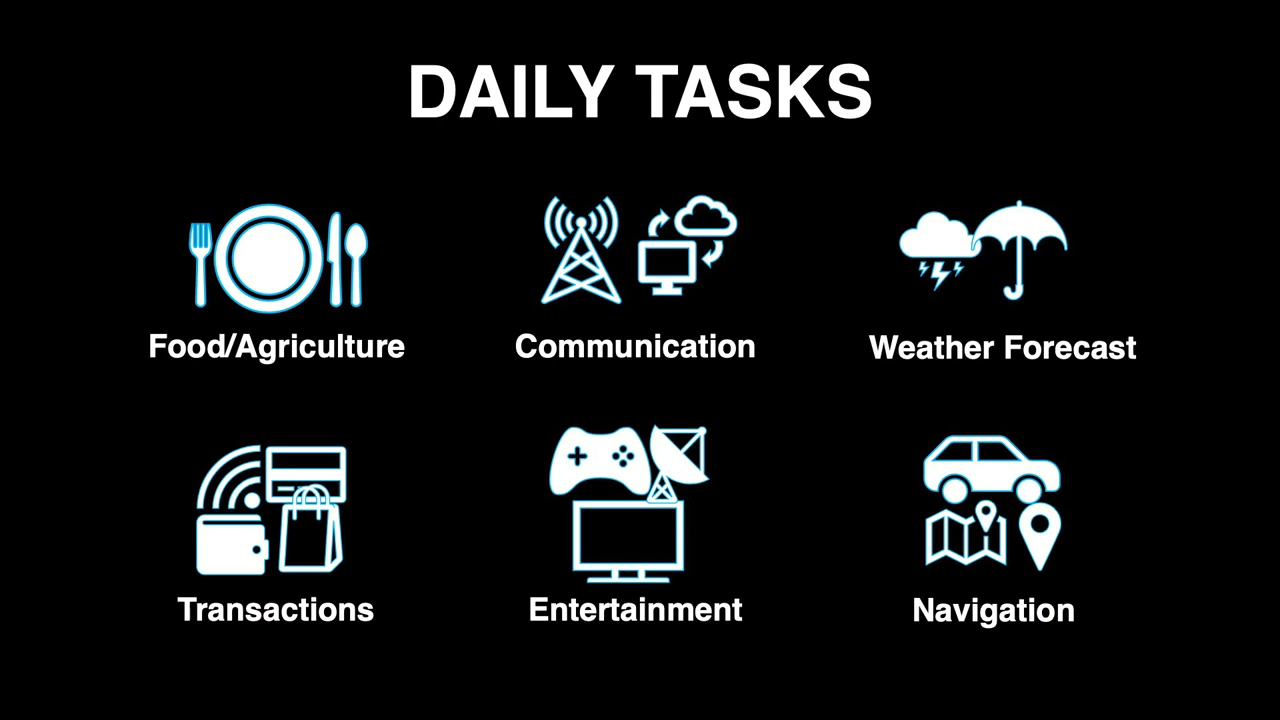 DAILY TASKS
Food/Agriculture
Communication
Weather Forecast
Transactions
Entertainment
Navigation